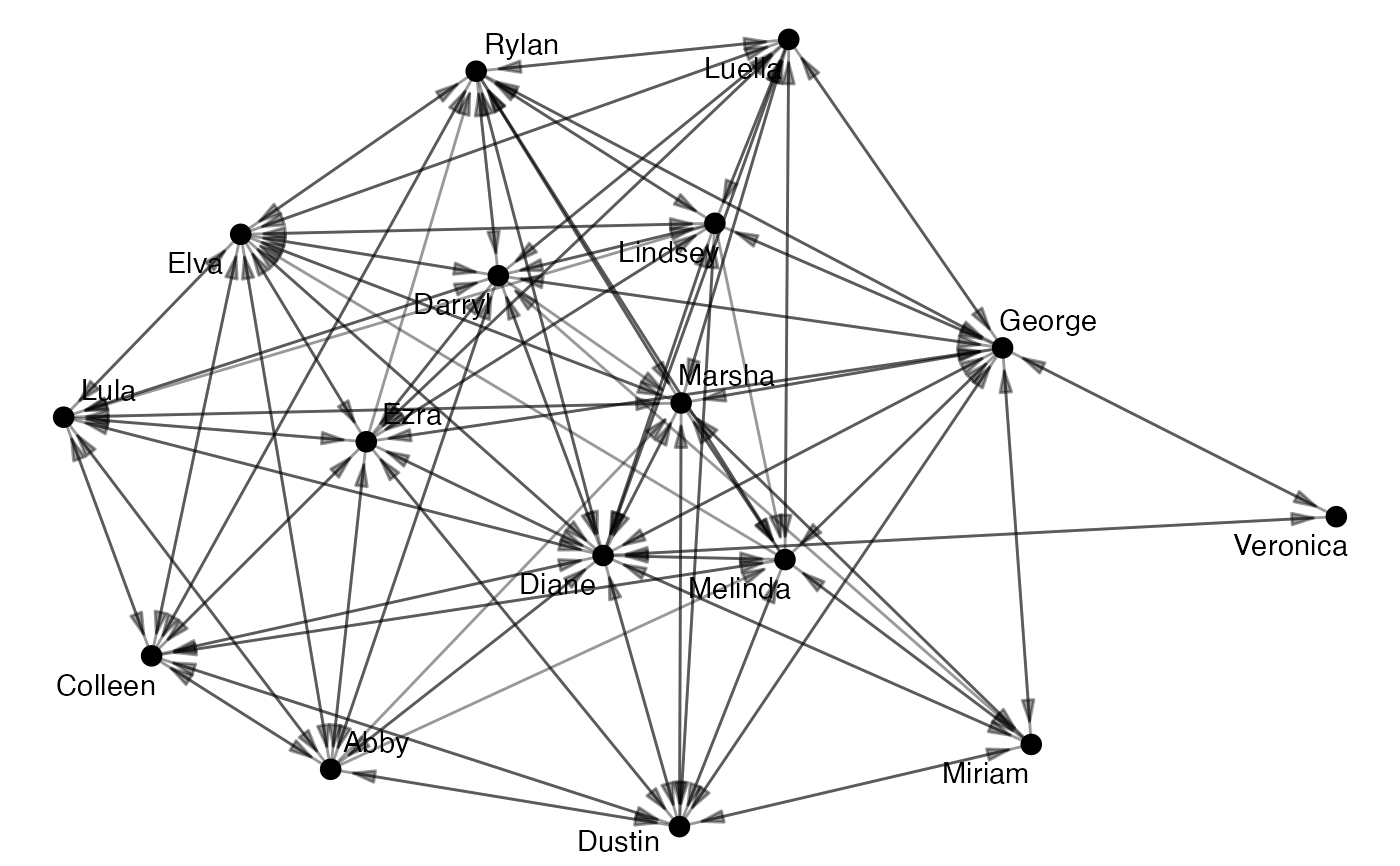 Rylan
Luella
Elva
Lindsey
Darryl
George
Marsha
Lula
Ezra
Veronica
Diane
Melinda
Colleen
Abby
Miriam
Dustin